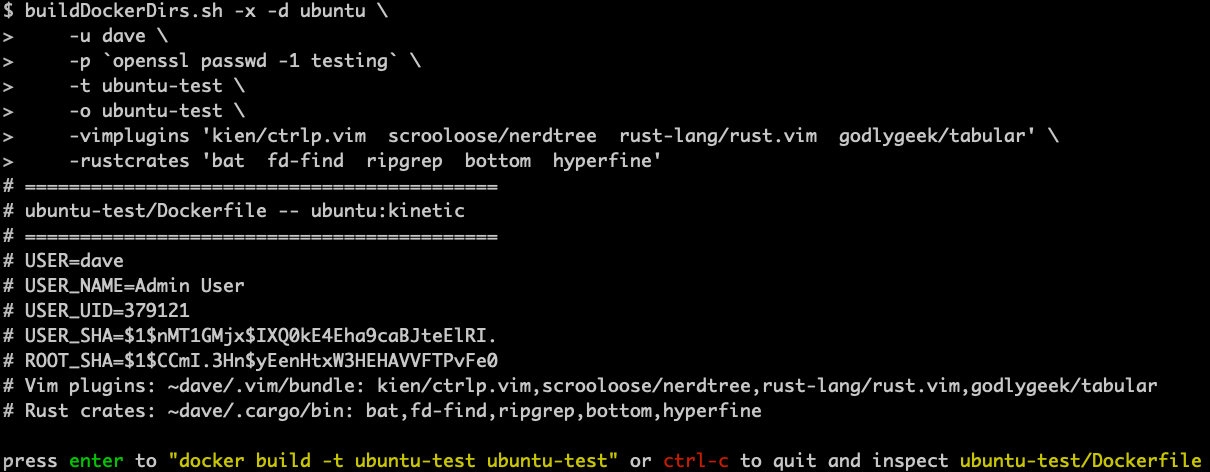 $ buildDockerDirs.sh -x -d ubuntu \
>     -u dave \
>     -p `openssl passwd -1 testing` \
>     -t ubuntu-test \
>     -o ubuntu-test \
>     -vimplugins 'kien/ctrlp.vim  scrooloose/nerdtree  rust-lang/rust.vim  godlygeek/tabular' \
>     -rustcrates 'bat  fd-find  ripgrep  bottom  hyperfine'
# ===========================================
# ubuntu-test/Dockerfile -- ubuntu:kinetic
# ===========================================
# USER=dave
# USER_NAME=Admin User
# USER_UID=379121
# USER_SHA=$1$nMT1GMjx$IXQ0kE4Eha9caBJteElRI.
# ROOT_SHA=$1$CCmI.3Hn$yEenHtxW3HEHAVVFTPvFe0
# Vim plugins: ~dave/.vim/bundle: kien/ctrlp.vim,scrooloose/nerdtree,rust-lang/rust.vim,godlygeek/tabular
# Rust crates: ~dave/.cargo/bin: bat,fd-find,ripgrep,bottom,hyperfine

press enter to "docker build -t ubuntu-test ubuntu-test" or ctrl-c to quit and inspect ubuntu-test/Dockerfile